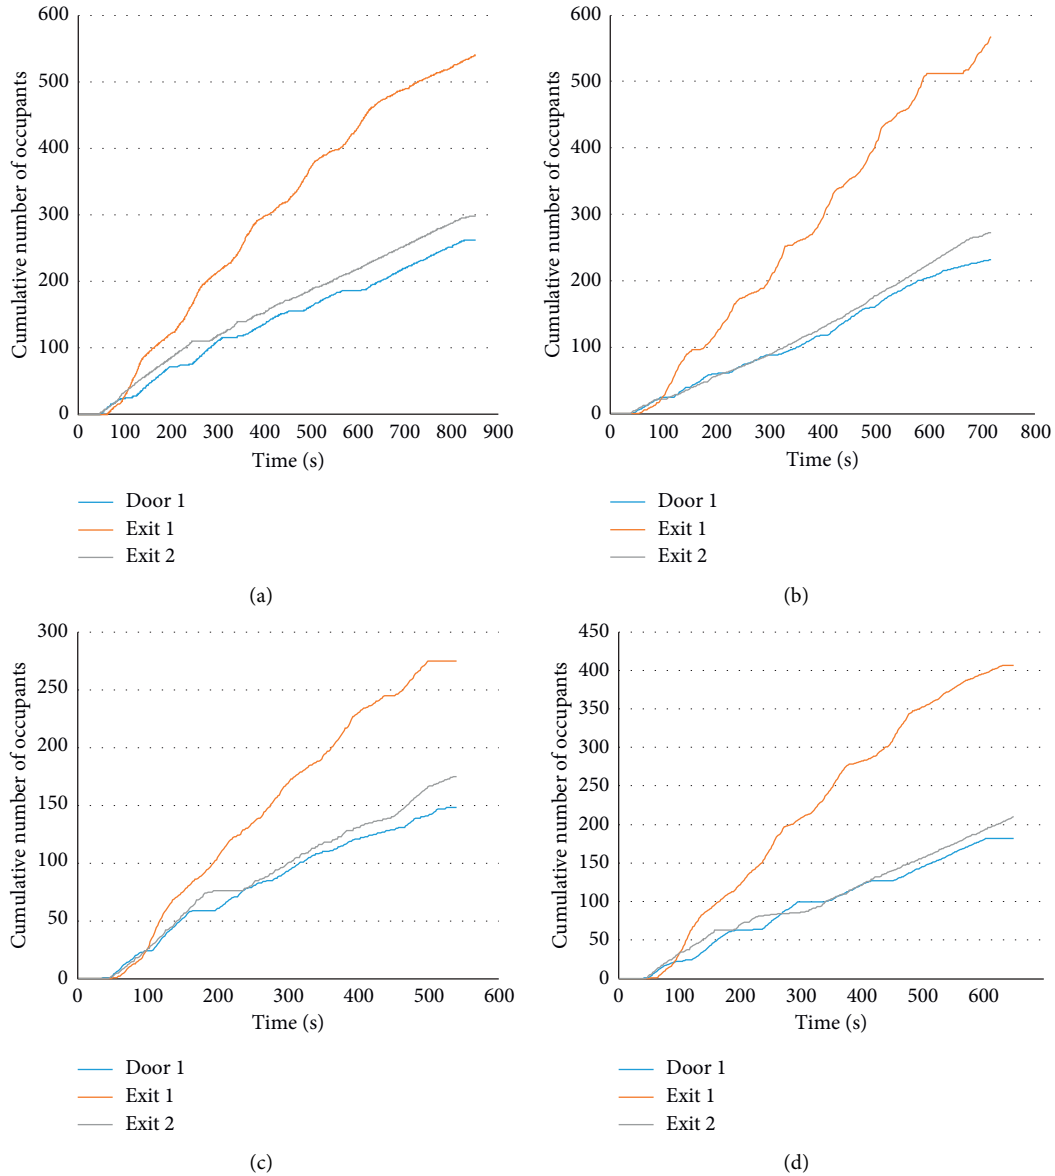 Cumulative number of occupants
600
500
400
300
200
100
0
100 200 300 400 500 600 700 800 900
Time (s)
Door 1
Exit 1
Exit 2
(a)
Cumulative number of occupants
600
500
400
300
200
100
0
0 100 200 300 400 500 600 700 800
Time (s)
Door 1
Exit 1
Exit 2
(b)
Cumulative number of occupants
300
250
200
150
100
50
0
0 100 200 300 400 500 600
Time (s)
Door 1
Exit 1
Exit 2
(c)
Cumulative number of occupants
450
400
350
300
250
200
150
100
50
0
0 100 200 300 400 500 600
Time (s)
Door 1
Exit 1
Exit 2
(d)